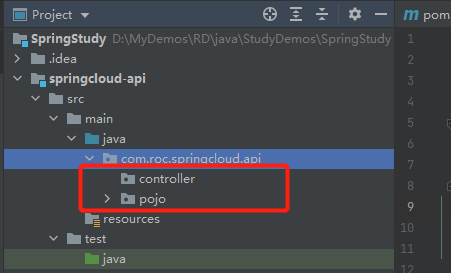 Project
pom
SpringStudy D:\MyDemos\RD\java\StudyDemos\SpringStudy
.idea
springcloud-api
src
main
java
com.roc.springcloud.api
controller
pojo
resources
test
java
1
2
3
4
5
6
7
8
9
10
11
12